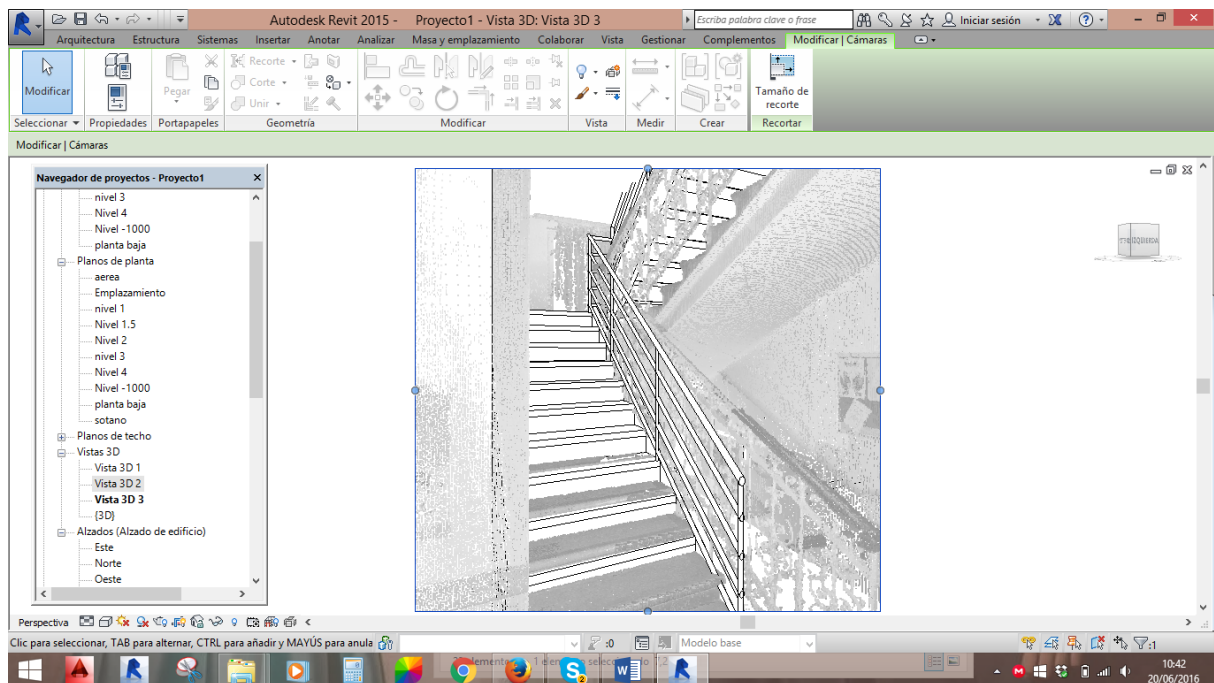 Autodesk Revit 2015 - Proyecto1 - Vista 3D: Vista 3D 3
Escriba palabra clave o frase
Iniciar sesión
Arquitectura Estructura Sistemas Insertar Anotar Analizar Masa y emplazamiento Colaborar Vista Gestionar Complementos Modificar | Cámaras
Modificar
Pegar
Recorte
Corte
Unir
Tamaño de
recorte
Seleccionar Propiedades Portapapeles Geometría Modificar Vista Medir Crear Recortar
Modificar | Cámaras
Navegador de proyectos - Proyecto1
nivel 3
Nivel 4
Nivel -1000
planta baja
Planos de planta
aerea
Emplazamiento
nivel 1
Nivel 1.5
Nivel 2
nivel 3
Nivel 4
Nivel -1000
planta baja
sotano
Planos de techo
Vistas 3D
Vista 3D 1
Vista 3D 2
Vista 3D 3
{3D}
Alzados (Alzado de edificio)
Este
Norte
Oeste
Perspectiva
Clic para seleccionar, TAB para alternar, CTRL para añadir y MAYÚS para anula
:0
Modelo base
:1
10:42
20/06/2016